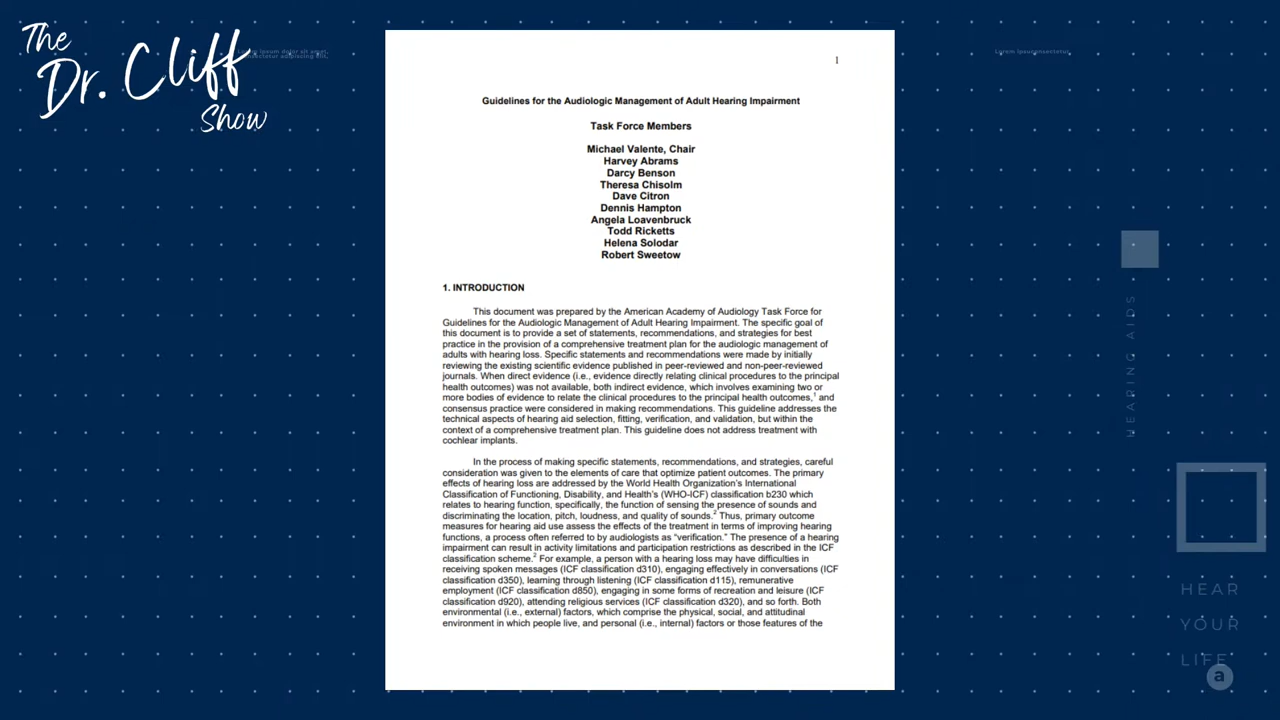 The
Dr. Cliff
Show
Lorem ipsum dolor sit amet,
consectetur adipiscing elit,
Lorem ipsumconsectetur
1
Guidelines for the Audiologic Management of Adult Hearing Impairment
Task Force Members
Michael Valente, Chair
Harvey Abrams
Darcy Benson
Theresa Chisolm
Dave Citron
Dennis Hampton
Angela Loavenbruck
Todd Ricketts
Helena Solodar
Robert Sweetow
1. INTRODUCTION
This document was prepared by the American Academy of Audiology Task Force for
Guidelines for the Audiologic Management of Adult Hearing Impairment. The specific goal of
this document is to provide a set of statements, recommendations, and strategies for best
practice in the provision of a comprehensive treatment plan for the audiologic management of
adults with hearing loss. Specific statements and recommendations were made by initially
reviewing the existing scientific evidence published in peer-reviewed and non-peer-reviewed
journals. When direct evidence (i.e., evidence directly relating clinical procedures to the principal
health outcomes) was not available, both indirect evidence, which involves examining two or
more bodies of evidence to relate the clinical procedures to the principal health outcomes,1 and
consensus practice were considered in making recommendations. This guideline addresses the
technical aspects of hearing aid selection, fitting, verification, and validation, but within the
context of a comprehensive treatment plan. This guideline does not address treatment with
cochlear implants.
In the process of making specific statements, recommendations, and strategies, careful
consideration was given to the elements of care that optimize patient outcomes. The primary
effects of hearing loss are addressed by the World Health Organization's International
Classification of Functioning, Disability, and Health's (WHO-ICF) classification b230 which
relates to hearing function, specifically, the function of sensing the presence of sounds and
discriminating the location, pitch, loudness, and quality of sounds.2 Thus, primary outcome
measures for hearing aid use assess the effects of the treatment in terms of improving hearing
functions, a process often referred to by audiologists as “verification.” The presence of a hearing
impairment can result in activity limitations and participation restrictions as described in the ICF
classification scheme.2 For example, a person with a hearing loss may have difficulties in
receiving spoken messages (ICF classification d310), engaging effectively in conversations (ICF
classification d350), learning through listening (ICF classification d115), remunerative
employment (ICF classification d850), engaging in some forms of recreation and leisure (ICF
classification d920), attending religious services (ICF classification d320), and so forth. Both
environmental (i.e., external) factors, which comprise the physical, social, and attitudinal
environment in which people live, and personal (i.e., internal) factors or those features of the
HEARING AIDS
HEAR
YOUR
LIFE
a